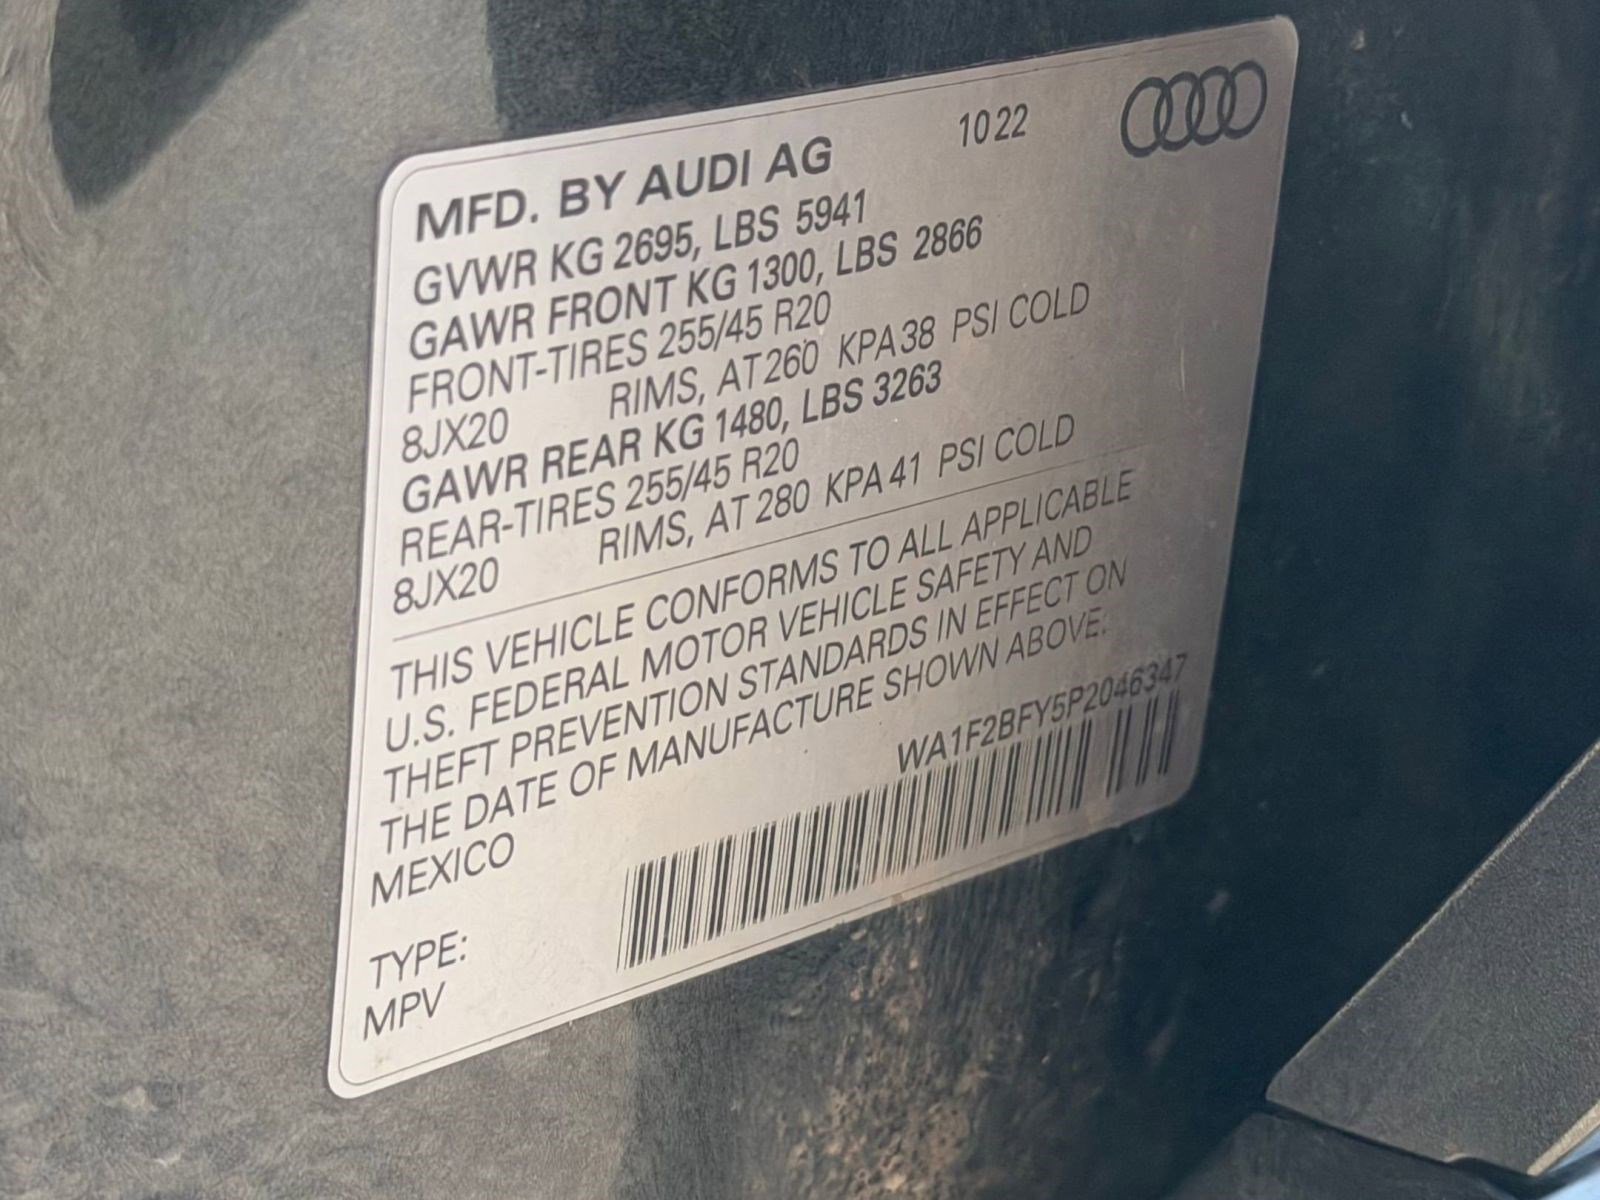 MFD. BY AUDI AG 10 22
GVWR KG 2695, LBS 5941
GAWR FRONT KG 1300, LBS 2866
FRONT-TIRES 255/45 R20
8JX20 RIMS, AT 260 KPA 38 PSI COLD
GAWR REAR KG 1480, LBS 3263
REAR-TIRES 255/45 R20
8JX20 RIMS, AT 280 KPA 41 PSI COLD
THIS VEHICLE CONFORMS TO ALL APPLICABLE
U.S. FEDERAL MOTOR VEHICLE SAFETY AND
THEFT PREVENTION STANDARDS IN EFFECT ON
THE DATE OF MANUFACTURE SHOWN ABOVE.
MEXICO WA1F2BFY5P2046347
TYPE:
MPV